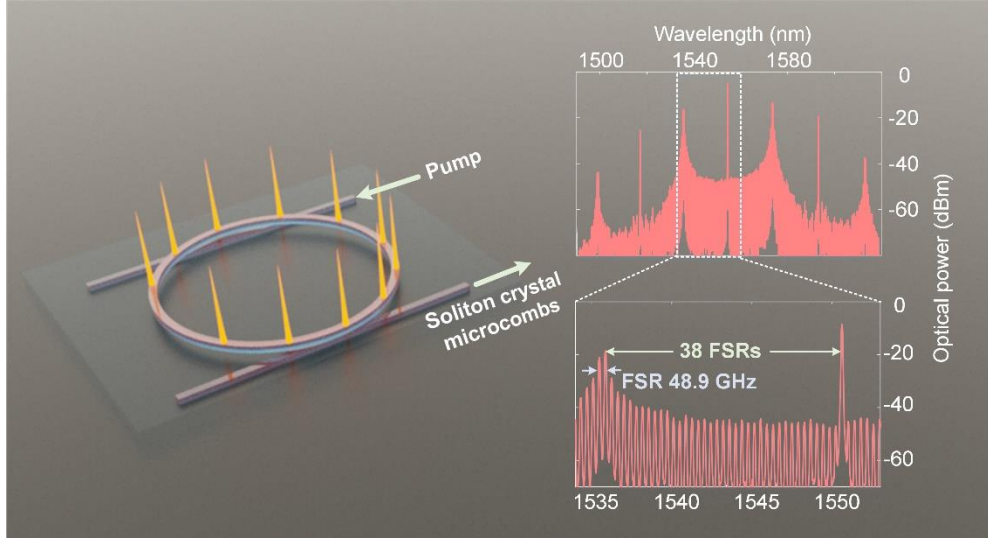 Pump
Soliton crystal
microcombs
Wavelength (nm)
1500 1540 1580
0
-20
-40
-60
Optical power (dBm)
38 FSRs
FSR 48.9 GHz
0
-20
-40
-60
1535 1540 1545 1550